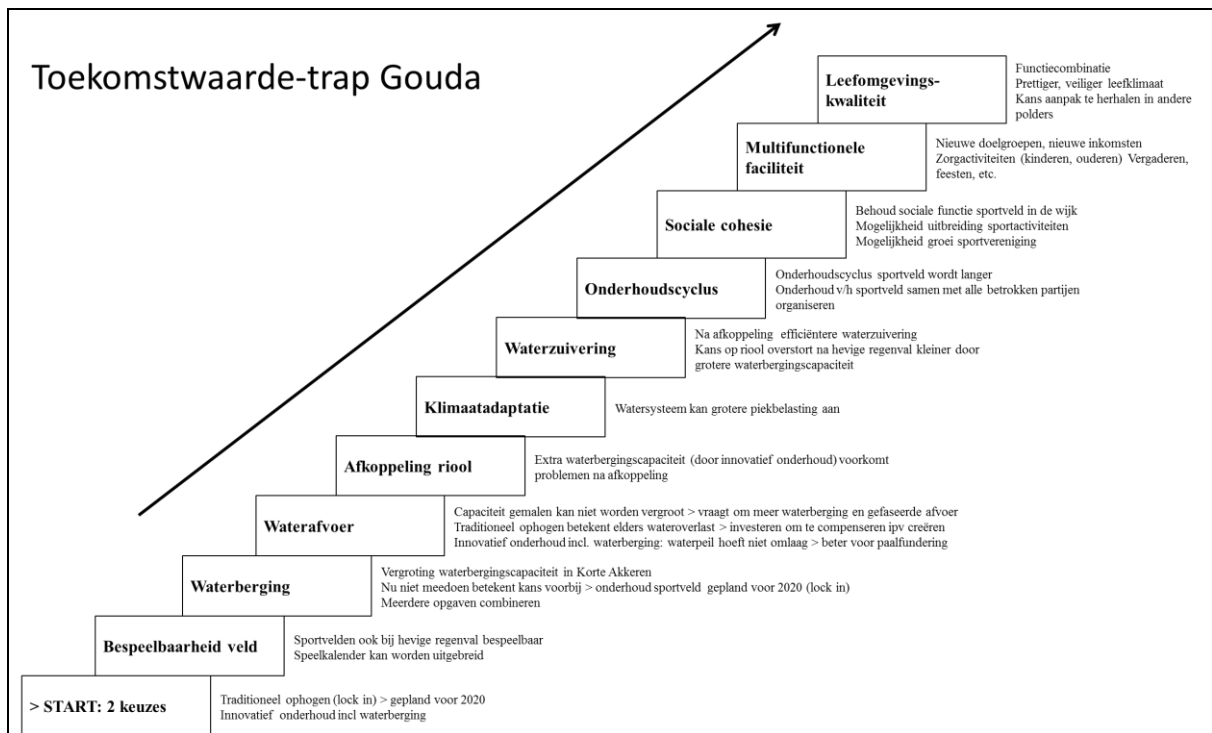 Toekomstwaarde-trap Gouda
Leefomgevings-
kwaliteit
Functiecombinatie
Prettiger, veiliger leefklimaat
Kans aanpak te herhalen in andere
polders
Multifunctionele
faciliteit
Nieuwe doelgroepen, nieuwe inkomsten
Zorgactiviteiten (kinderen, ouderen) Vergaderen,
feesten, etc.
Sociale cohesie
Behoud sociale functie sportveld in de wijk
Mogelijkheid uitbreiding sportactiviteiten
Mogelijkheid groei sportvereniging
Onderhoudscyclus
Onderhoudscyclus sportveld wordt langer
Onderhoud v/h sportveld samen met alle betrokken partijen
organiseren
Waterzuivering
Na afkoppeling efficiëntere waterzuivering
Kans op riool overstort na hevige regenval kleiner door
grotere waterbergingscapaciteit
Klimaatadaptatie
Watersysteem kan grotere piekbelasting aan
Afkoppeling riool
Extra waterbergingscapaciteit (door innovatief onderhoud) voorkomt
problemen na afkoppeling
Waterafvoer
Capaciteit gemalen kan niet worden vergroot > vraagt om meer waterberging en gefaseerde afvoer
Traditioneel ophogen betekent elders wateroverlast > investeren om te compenseren ipv creëren
Innovatief onderhoud incl. waterberging: waterpeil hoeft niet omlaag > beter voor paalfundering
Waterberging
Vergroting waterbergingscapaciteit in Korte Akkeren
Nu niet meedoen betekent kans voorbij > onderhoud sportveld gepland voor 2020 (lock in)
Meerdere opgaven combineren
Bespeelbaarheid veld
Sportvelden ook bij hevige regenval bespeelbaar
Speelkalender kan worden uitgebreid
> START: 2 keuzes
Traditioneel ophogen (lock in) > gepland voor 2020
Innovatief onderhoud incl waterberging